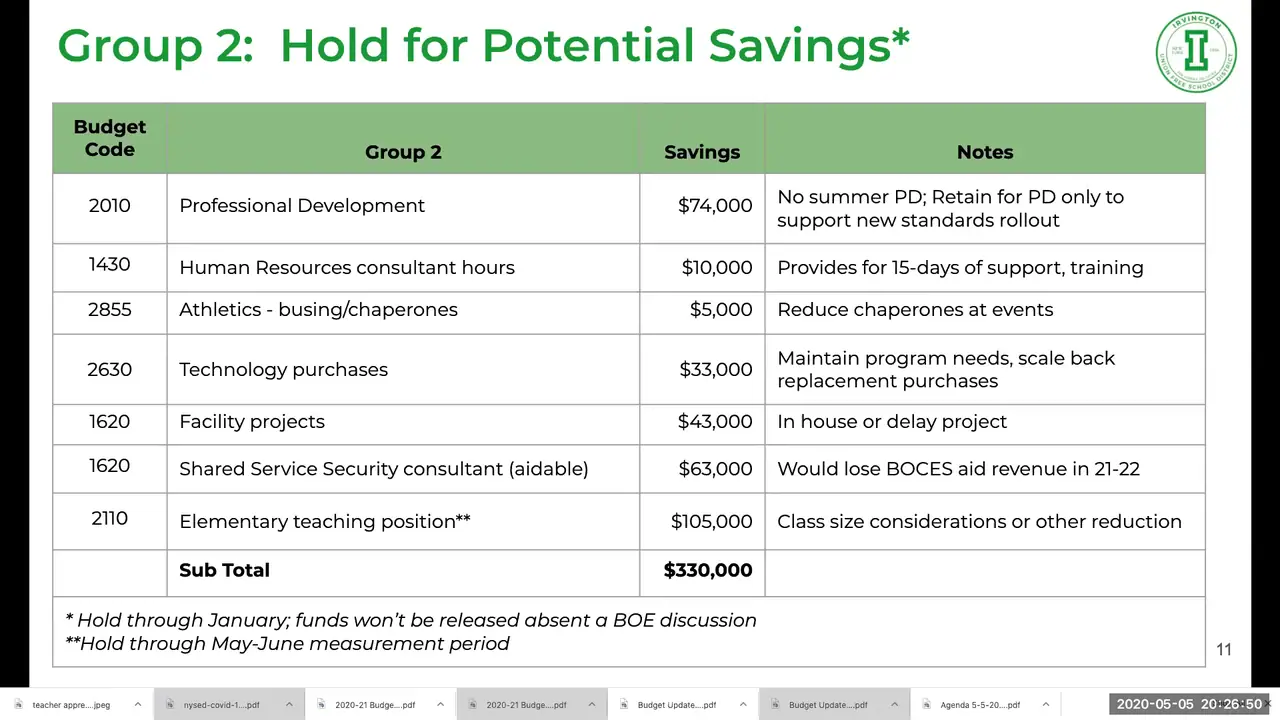 Group 2: Hold for Potential Savings*
IRVINGTON
UNION FREE SCHOOL DISTRICT
I
Budget
Code
Group 2
Savings
Notes
2010
Professional Development
$74,000
No summer PD; Retain for PD only to
support new standards rollout
1430
Human Resources consultant hours
$10,000
Provides for 15-days of support, training
2855
Athletics - busing/chaperones
$5,000
Reduce chaperones at events
2630
Technology purchases
$33,000
Maintain program needs, scale back
replacement purchases
1620
Facility projects
$43,000
In house or delay project
1620
Shared Service Security consultant (aidable)
$63,000
Would lose BOCES aid revenue in 21-22
2110
Elementary teaching position**
$105,000
Class size considerations or other reduction
Sub Total
$330,000
* Hold through January; funds won't be released absent a BOE discussion
**Hold through May-June measurement period
11
teacher appre....jpeg
nysed-covid-1....pdf
2020-21 Budge....pdf
2020-21 Budge....pdf
Budget Update....pdf
Budget Update....pdf
Agenda 5-5-20....pdf
2020-05-05 20:26:50